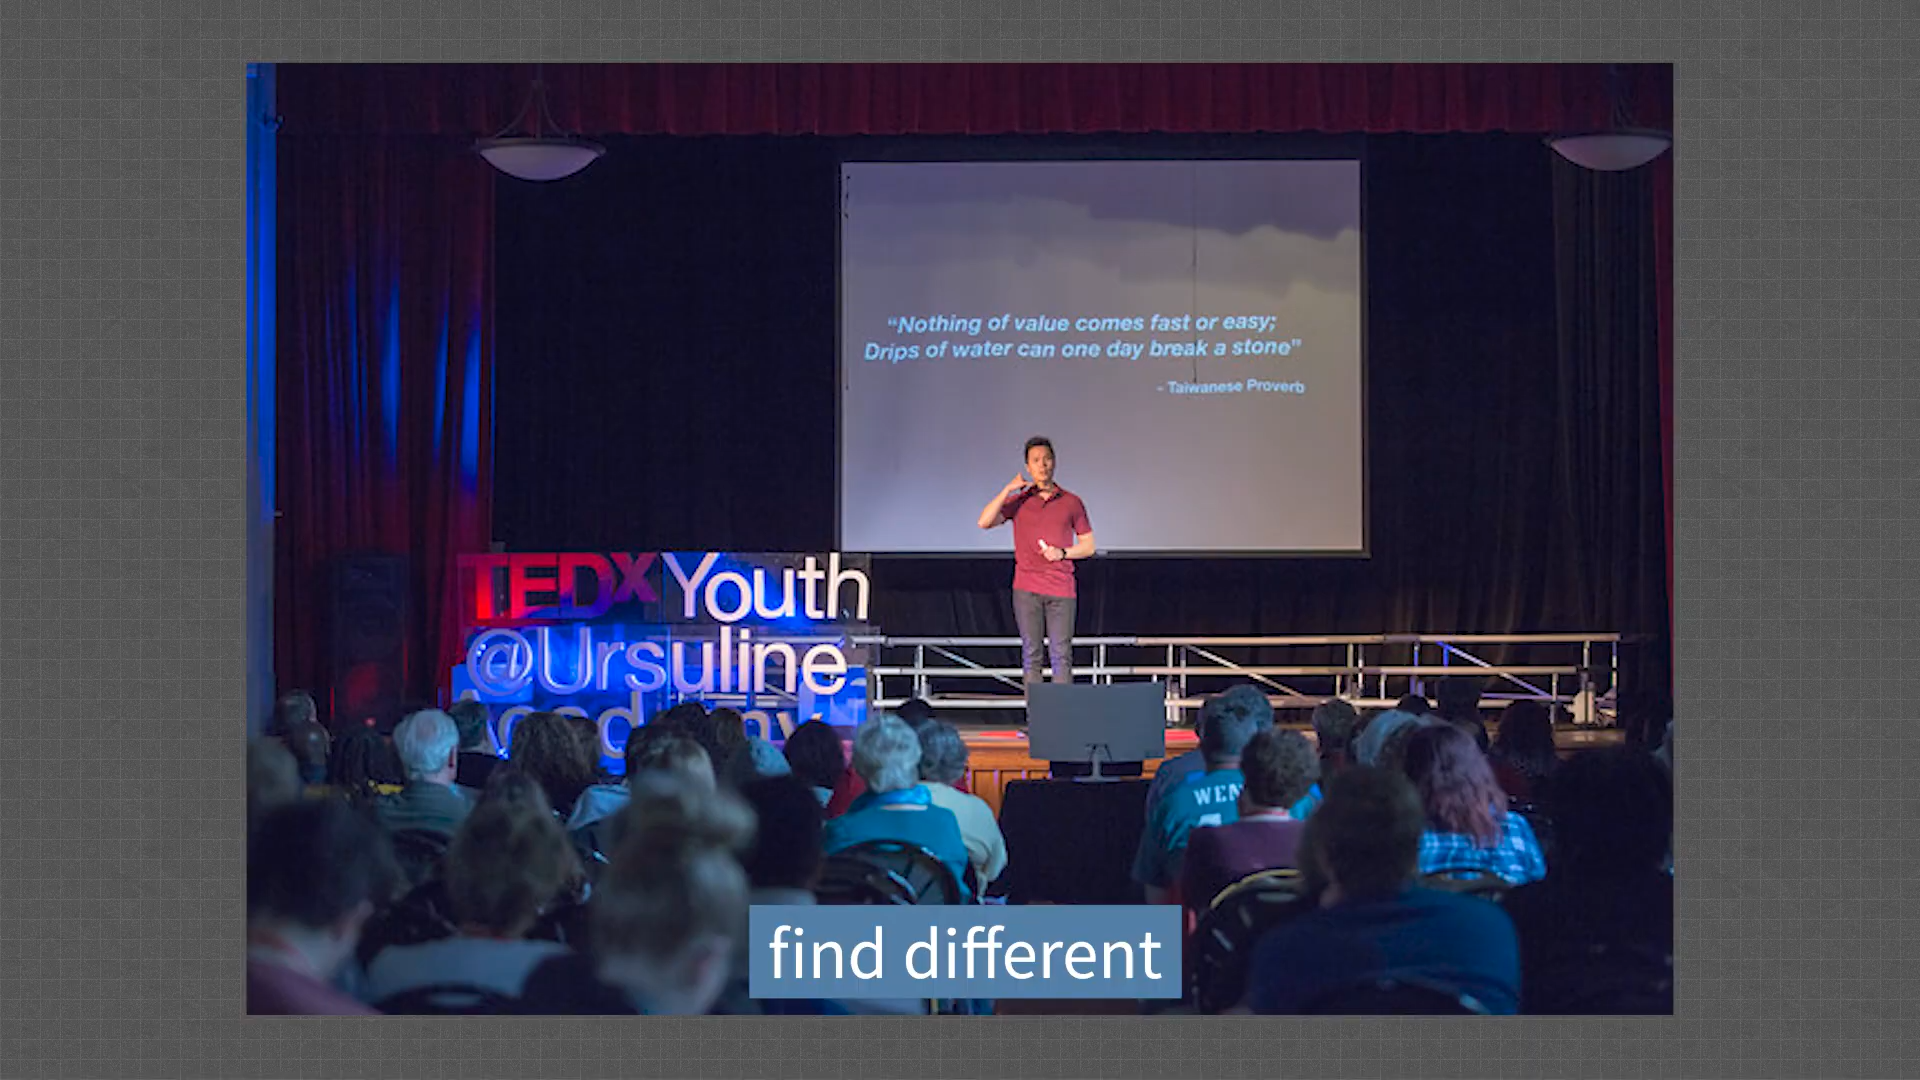 "Nothing of value comes fast or easy;
Drips of water can one day break a stone"
- Taiwanese Proverb
TEDx Youth
@Ursuline
Academy
WEN
find different